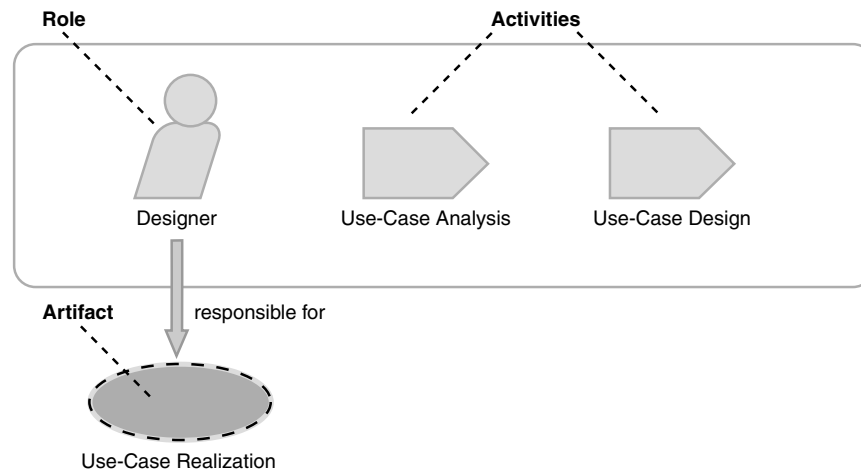 Role
Activities
Designer
Use-Case Analysis
Use-Case Design
Artifact
responsible for
Use-Case Realization